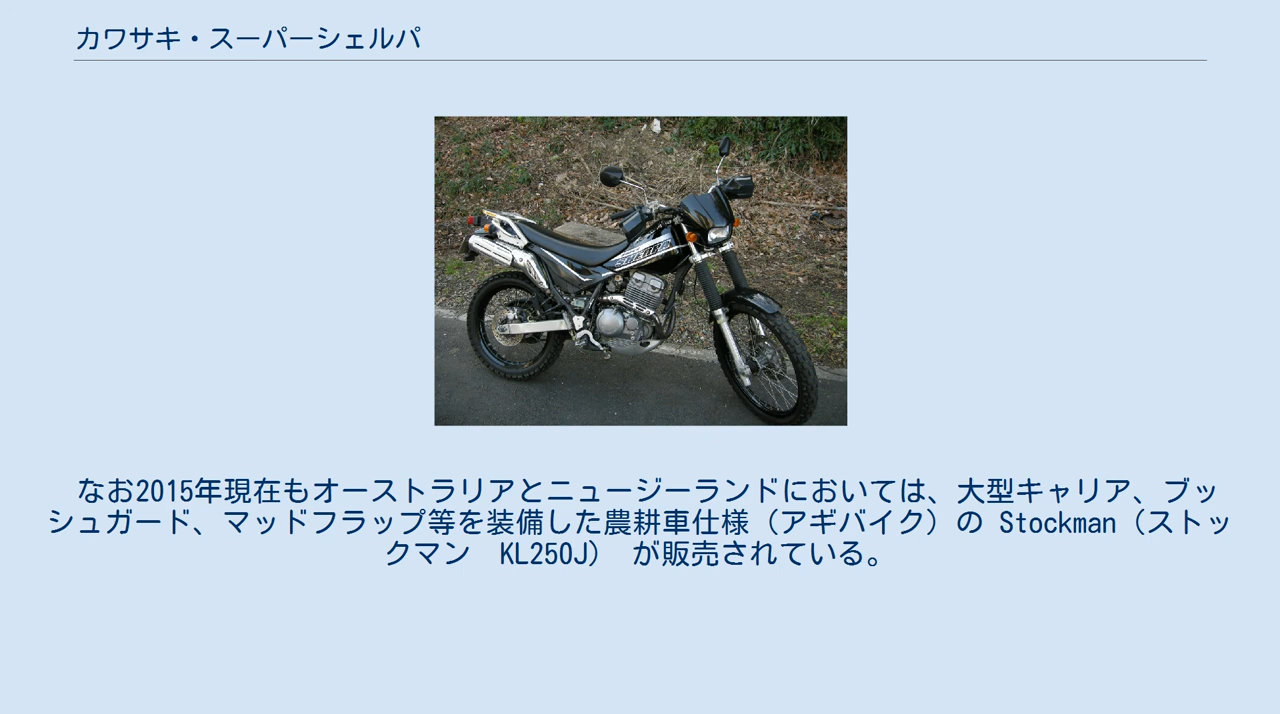 カワサキ・スーパーシェルパ
なお2015年現在もオーストラリアとニュージーランドにおいては、大型キャリア、ブッ
シュガード、マッドフラップ等を装備した農耕車仕様（アギバイク）の Stockman（ストッ
クマン　KL250J） が販売されている。